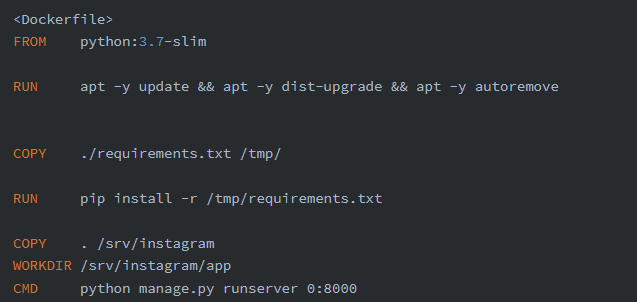 <Dockerfile>
FROM python:3.7-slim
RUN apt -y update && apt -y dist-upgrade && apt -y autoremove
COPY ./requirements.txt /tmp/
RUN pip install -r /tmp/requirements.txt
COPY . /srv/instagram
WORKDIR /srv/instagram/app
CMD python manage.py runserver 0:8000